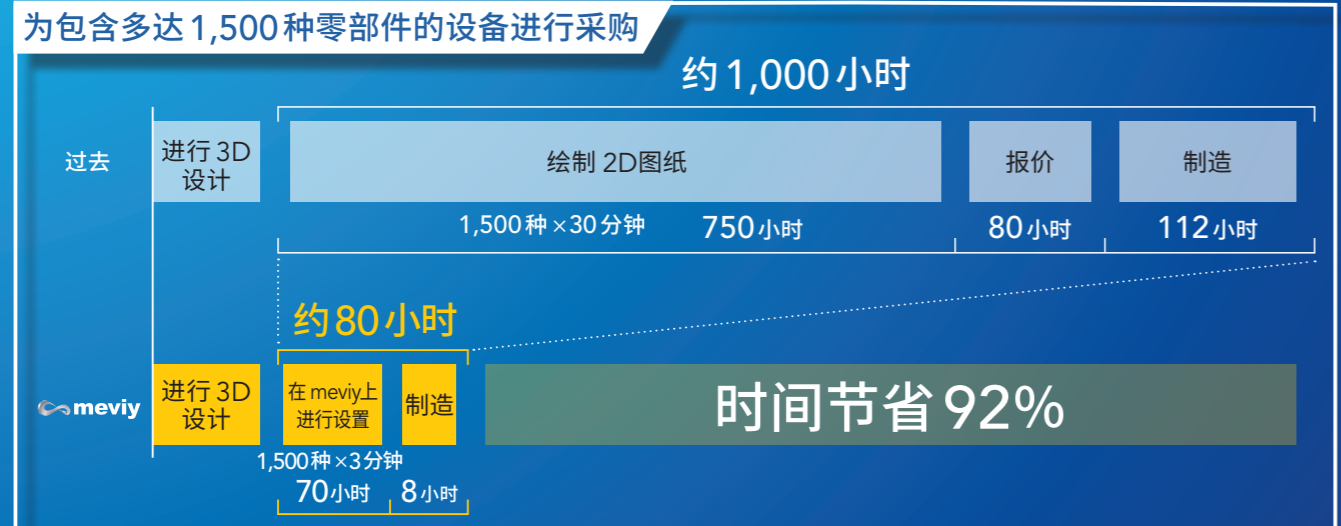 为包含多达1,500种零部件的设备进行采购
约1,000小时
过去
进行 3D
设计
绘制 2D图纸
报价
制造
1,500种×30分钟 750小时
80小时
112小时
约80小时
meviy
进行 3D
设计
在 meviy上
进行设置
制造
时间节省92%
1,500种×3分钟
70小时
8小时